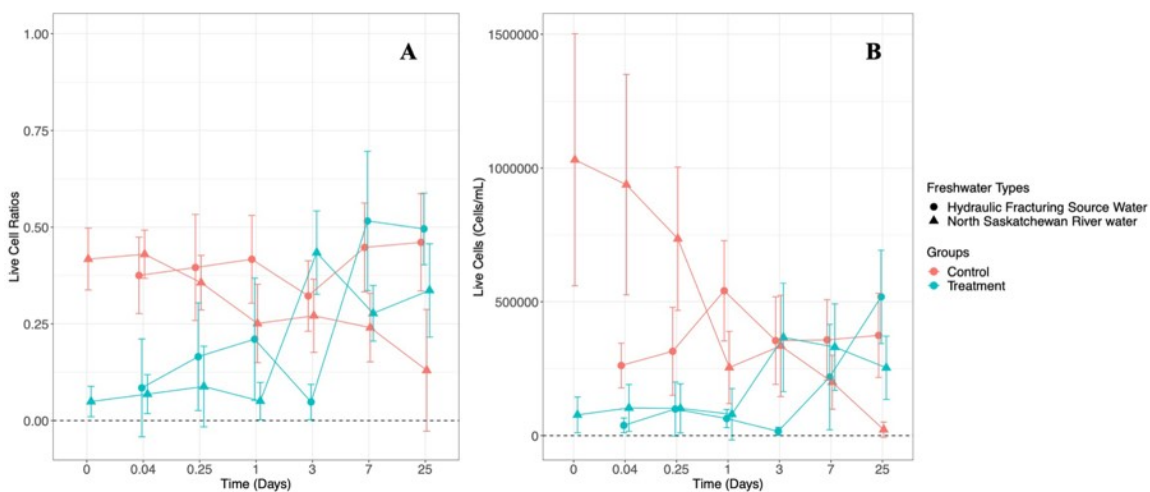 A
1.00
0.75
0.50
0.25
0.00
Live Cell Ratios
0 0.04 0.25 1 3 7 25
Time (Days)
B
1500000
1000000
500000
0
Live Cells (Cells/mL)
0 0.04 0.25 1 3 7 25
Time (Days)
Freshwater Types
Hydraulic Fracturing Source Water
North Saskatchewan River water
Groups
Control
Treatment